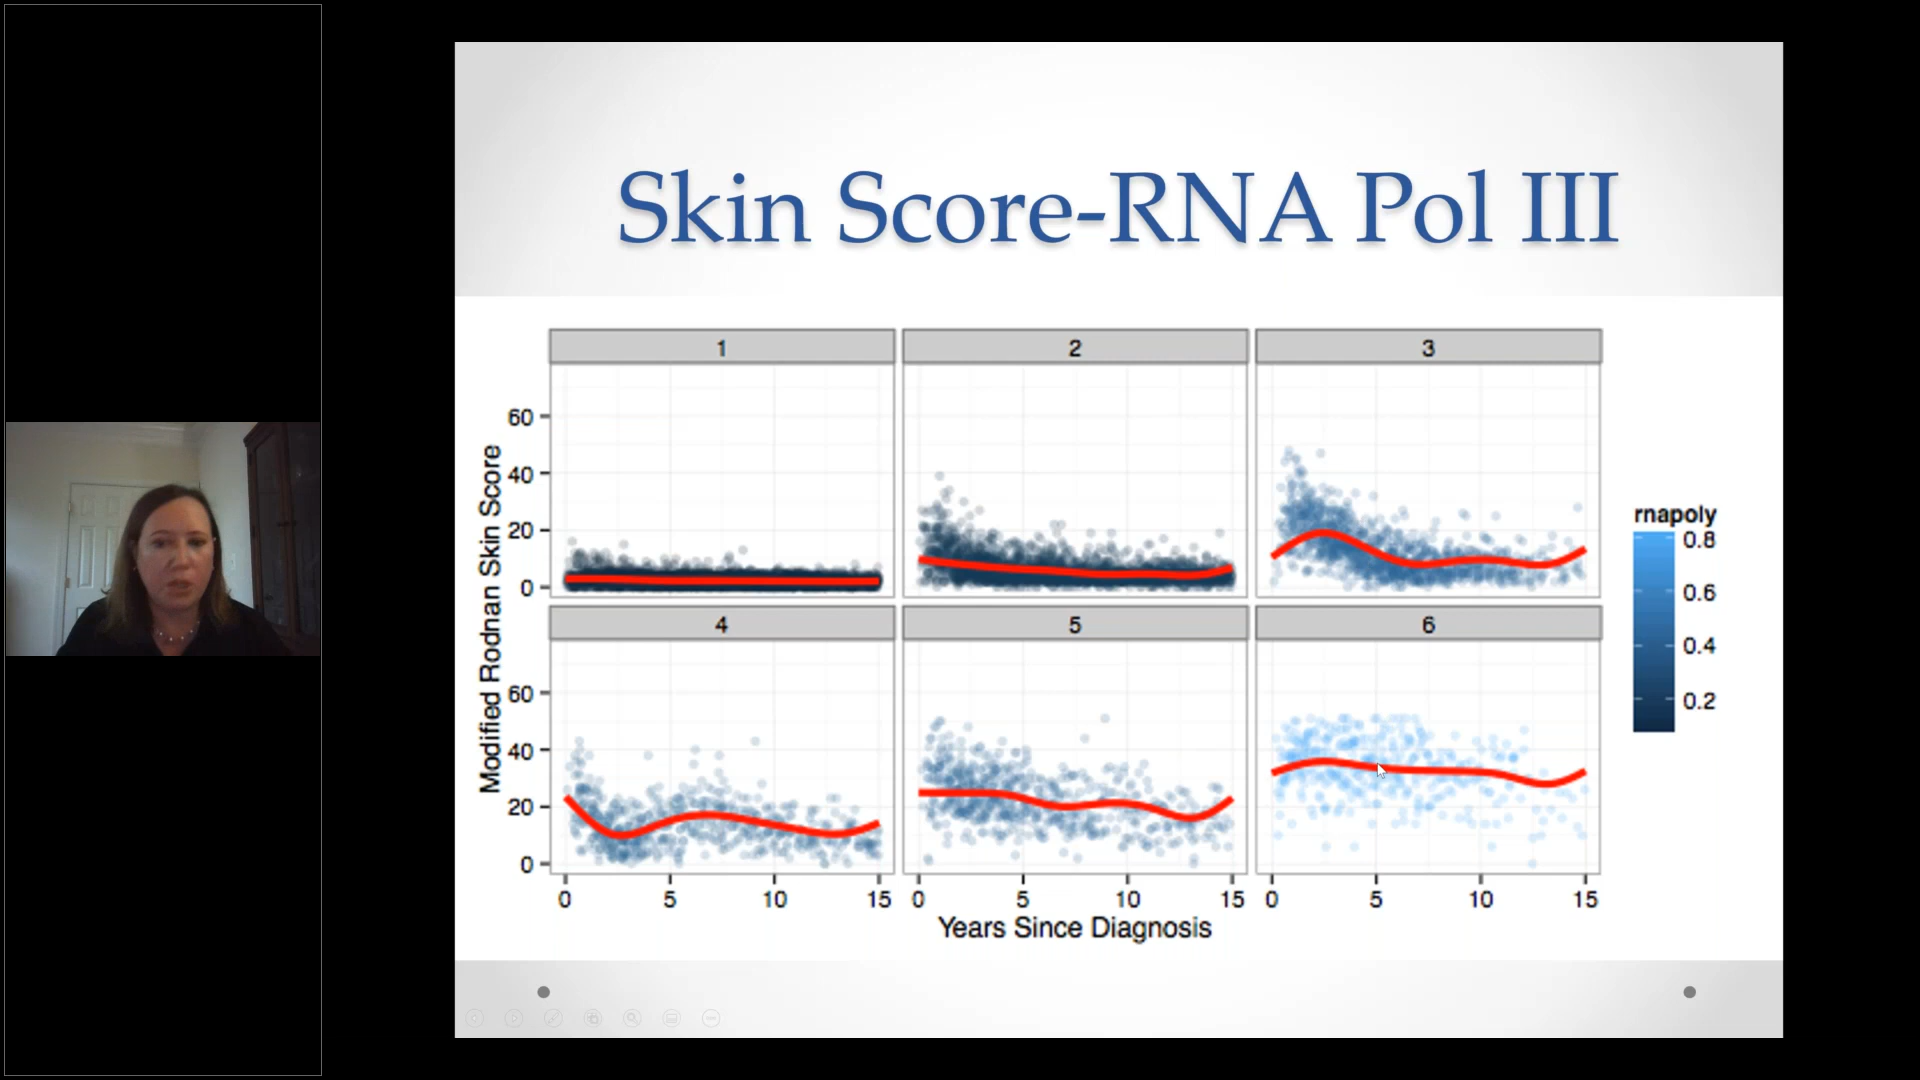 Skin Score-RNA Pol III
1 2 3
60
40
20
0
4 5 6
60
40
20
0
0 5 10 15 0 5 10 15 0 5 10 15
Years Since Diagnosis
Modified Rodnan Skin Score
rnapoly
0.8
0.6
0.4
0.2